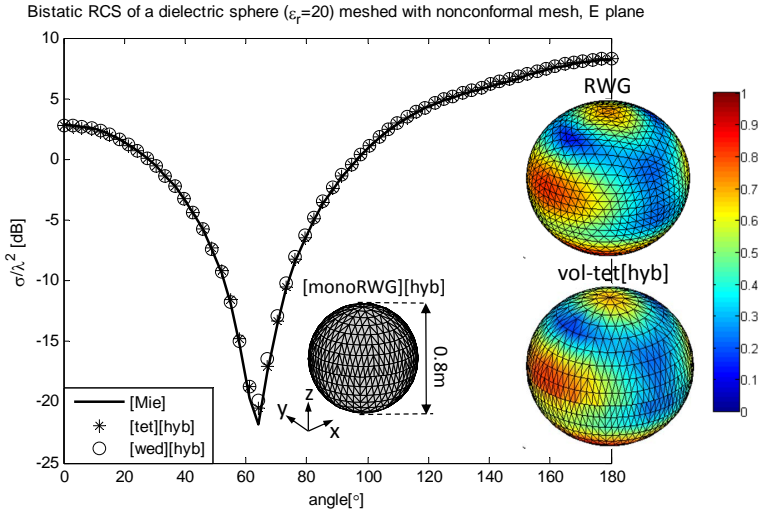 Bistatic RCS of a dielectric sphere (εr=20) meshed with nonconformal mesh, E plane
10
5
0
-5
-10
-15
-20
-25
σ/λ² [dB]
0
20
40
60
80
100
120
140
160
180
angle[°]
[Mie]
[tet][hyb]
[wed][hyb]
[monoRWG][hyb]
0.8m
z
y
x
RWG
vol-tet[hyb]
1
0.9
0.8
0.7
0.6
0.5
0.4
0.3
0.2
0.1
0